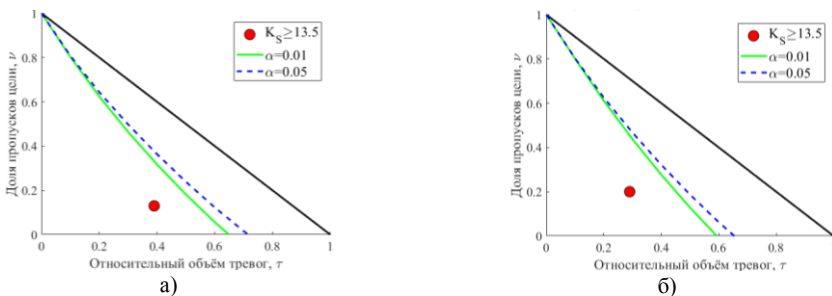 1
0.8
0.6
0.4
0.2
0
0
0.2
0.4
0.6
0.8
1
Доля пропусков цели, ν
Относительный объём тревог, τ
K_S≥13.5
α=0.01
α=0.05
а)
1
0.8
0.6
0.4
0.2
0
0
0.2
0.4
0.6
0.8
Доля пропусков цели, ν
Относительный объём тревог, τ
K_S≥13.5
α=0.01
α=0.05
б)